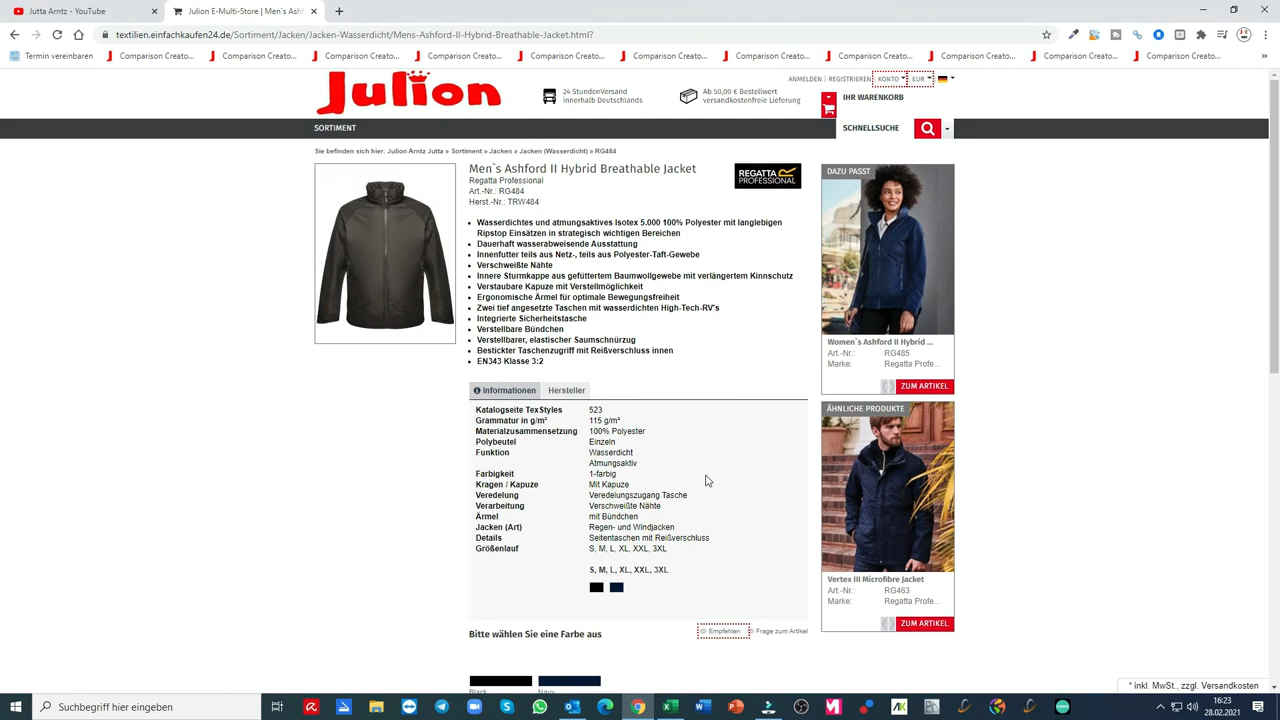 Jutta Arntz - YouTube
Julion EAN Multi-Store | Men´s As
textilien.einfachkaufen24.de/Sortiment/Jacken/Jacken-Wasserdicht/Mens-Ashford-II-Hybrid-Breathable-Jacket.html?
Termin vereinbaren
Comparison Creato...
Comparison Creato...
Comparison Creato...
Comparison Creato...
Comparison Creato...
Comparison Creato...
Comparison Creato...
Comparison Creato...
Comparison Creato...
Comparison Creato...
Comparison Creato...
Julion
24 StundenVersand
innerhalb Deutschlands
Ab 50,00 € Bestellwert
versandkostenfreie Lieferung
ANMELDEN | REGISTRIEREN KONTO EUR
IHR WARENKORB
SORTIMENT
SCHNELLSUCHE
Sie befinden sich hier: Julion Arntz Jutta » Sortiment » Jacken » Jacken (Wasserdicht) » RG484
Men`s Ashford II Hybrid Breathable Jacket
Regatta Professional
Art.-Nr.: RG484
Herst.-Nr.: TRW484
REGATTA
PROFESSIONAL
Wasserdichtes und atmungsaktives Isotex 5.000 100% Polyester mit langlebigen
Ripstop Einsätzen in strategisch wichtigen Bereichen
Dauerhaft wasserabweisende Ausstattung
Innenfutter teils aus Netz-, teils aus Polyester-Taft-Gewebe
Verschweißte Nähte
Innere Sturmkappe aus gefüttertem Baumwollgewebe mit verlängertem Kinnschutz
Verstaubare Kapuze mit Verstellmöglichkeit
Ergonomische Ärmel für optimale Bewegungsfreiheit
Zwei tief angesetzte Taschen mit wasserdichten High-Tech-RV's
Integrierte Sicherheitstasche
Verstellbare Bündchen
Verstellbarer, elastischer Saumschnürzug
Bestickter Taschenzugriff mit Reißverschluss innen
EN343 Klasse 3:2
Informationen Hersteller
Katalogseite TexStyles 523
Grammatur in g/m² 115 g/m²
Materialzusammensetzung 100% Polyester
Polybeutel Einzeln
Funktion Wasserdicht
Atmungsaktiv
Farbigkeit 1-farbig
Kragen / Kapuze Mit Kapuze
Veredelung Veredelungszugang Tasche
Verarbeitung Verschweißte Nähte
Ärmel mit Bündchen
Jacken (Art) Regen- und Windjacken
Details Seitentaschen mit Reißverschluss
Größenlauf S, M, L, XL, XXL, 3XL
S, M, L, XL, XXL, 3XL
Bitte wählen Sie eine Farbe aus
Empfehlen
Frage zum Artikel
Black
Navy
DAZU PASST
Women`s Ashford II Hybrid ...
Art.-Nr.: RG485
Marke: Regatta Profe...
ZUM ARTIKEL
ÄHNLICHE PRODUKTE
Vertex III Microfibre Jacket
Art.-Nr.: RG463
Marke: Regatta Profe...
ZUM ARTIKEL
* inkl. MwSt., zzgl. Versandkosten
Suchbegriff hier eingeben
16:23
28.02.2021